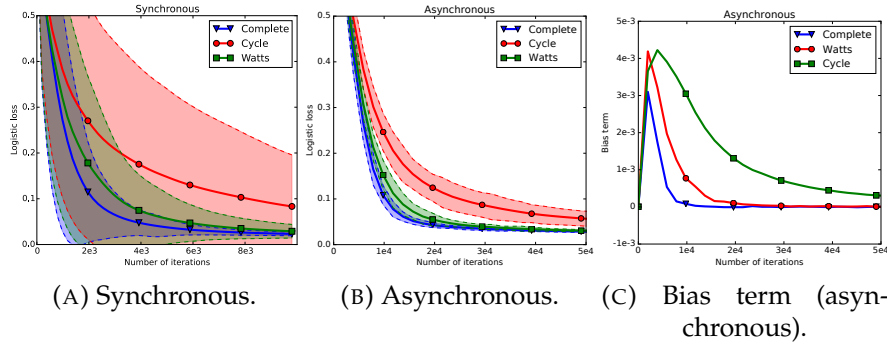 Synchronous
0.5
0.4
0.3
0.2
0.1
0.0
0
2e3
4e3
6e3
8e3
Logistic loss
Number of iterations
Complete
Cycle
Watts
(A) Synchronous.
Asynchronous
0.5
0.4
0.3
0.2
0.1
0.0
0
1e4
2e4
3e4
4e4
5e4
Logistic loss
Number of iterations
Complete
Cycle
Watts
(B) Asynchronous.
Asynchronous
5e-3
4e-3
3e-3
2e-3
1e-3
0
-1e-3
0
1e4
2e4
3e4
4e4
5e4
Bias term
Number of iterations
Complete
Watts
Cycle
(C) Bias term (asyn-
chronous).